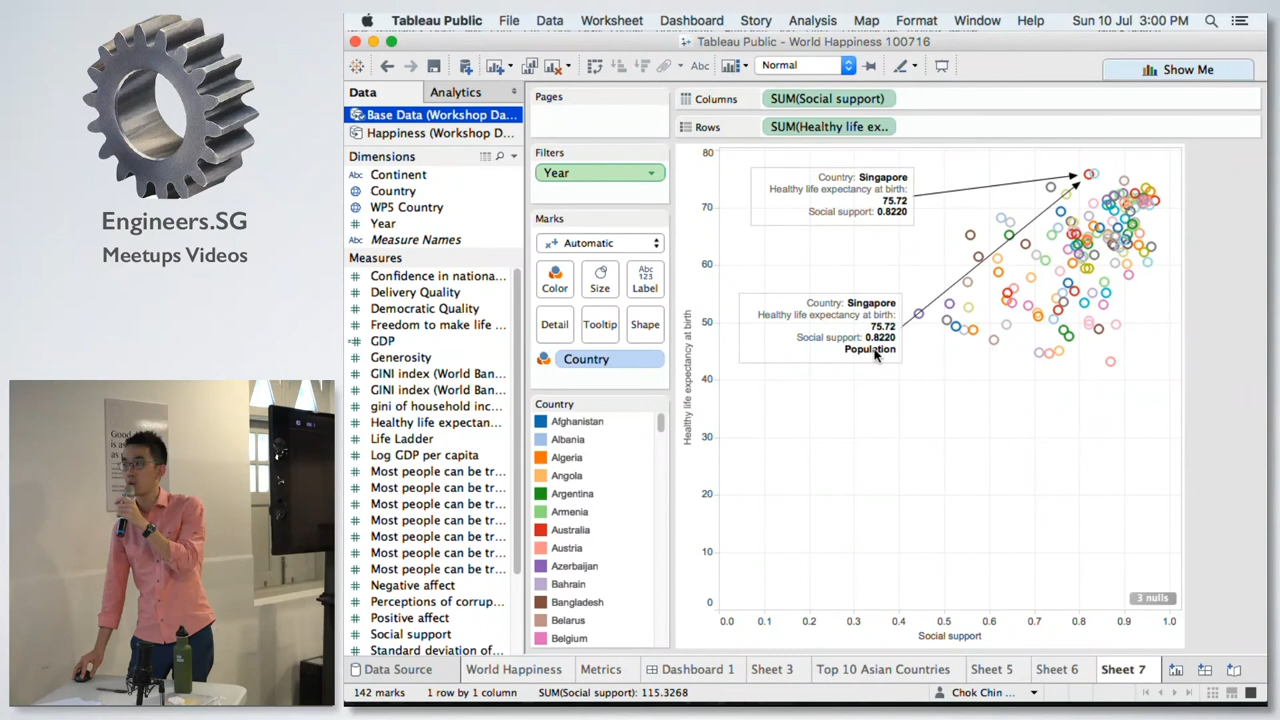 Engineers.SG
Meetups Videos
Tableau Public File Data Worksheet Dashboard Story Analysis Map Format Window Help Sun 10 Jul 3:00 PM
Tableau Public - World Happiness 100716
Abc Normal Show Me
Data Analytics
Base Data (Workshop Da...
Happiness (Workshop D...
Dimensions
Abc Continent
Country
WP5 Country
# Year
Abc Measure Names
Measures
# Confidence in nationa...
# Delivery Quality
# Democratic Quality
# Freedom to make life ...
# GDP
# Generosity
# GINI index (World Ban...
# GINI index (World Ban...
# gini of household inc...
# Healthy life expectan...
# Life Ladder
# Log GDP per capita
# Most people can be tr...
# Most people can be tr...
# Most people can be tr...
# Most people can be tr...
# Most people can be tr...
# Most people can be tr...
# Most people can be tr...
# Negative affect
# Perceptions of corrup...
# Positive affect
# Social support
# Standard deviation of...
Pages
Filters
Year
Marks
Automatic
Color
Size
Abc
123
Label
Detail
Tooltip
Shape
Country
Country
Afghanistan
Albania
Algeria
Angola
Argentina
Armenia
Australia
Austria
Azerbaijan
Bahrain
Bangladesh
Belarus
Belgium
Columns SUM(Social support)
Rows SUM(Healthy life ex..
80
70
60
50
40
30
20
10
0
Healthy life expectancy at birth
Country: Singapore
Healthy life expectancy at birth:
75.72
Social support: 0.8220
Country: Singapore
Healthy life expectancy at birth:
75.72
Social support: 0.8220
Population
3 nulls
0.0 0.1 0.2 0.3 0.4 0.5 0.6 0.7 0.8 0.9 1.0
Social support
Data Source World Happiness Metrics Dashboard 1 Sheet 3 Top 10 Asian Countries Sheet 5 Sheet 6 Sheet 7
142 marks 1 row by 1 column SUM(Social support): 115.3268 Chok Chin ...